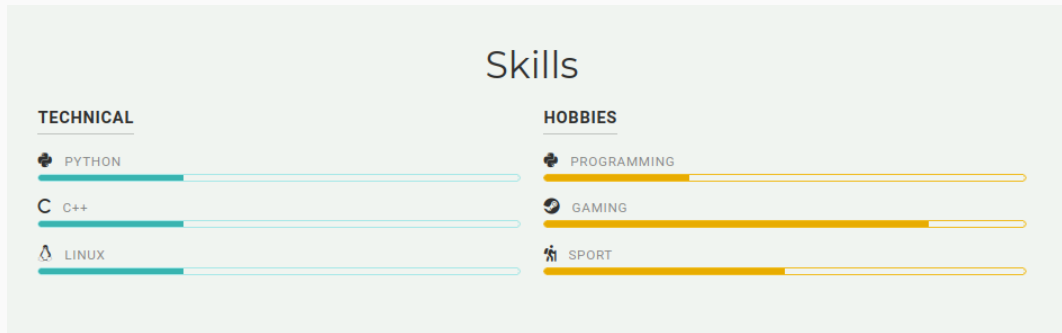 Skills
TECHNICAL
PYTHON
C++
LINUX
HOBBIES
PROGRAMMING
GAMING
SPORT